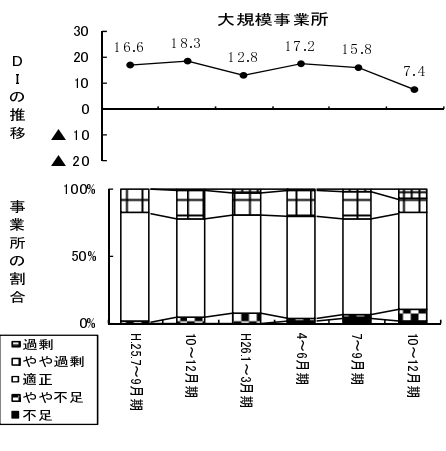 大規模事業所
DIの推移
30
20
10
0
▲ 10
▲ 20
16.6
18.3
12.8
17.2
15.8
7.4
事業所の割合
100%
50%
0%
H.25.7～9月期
10～12月期
H26.1～3月期
4～6月期
7～9月期
10～12月期
過剰
やや過剰
適正
やや不足
不足